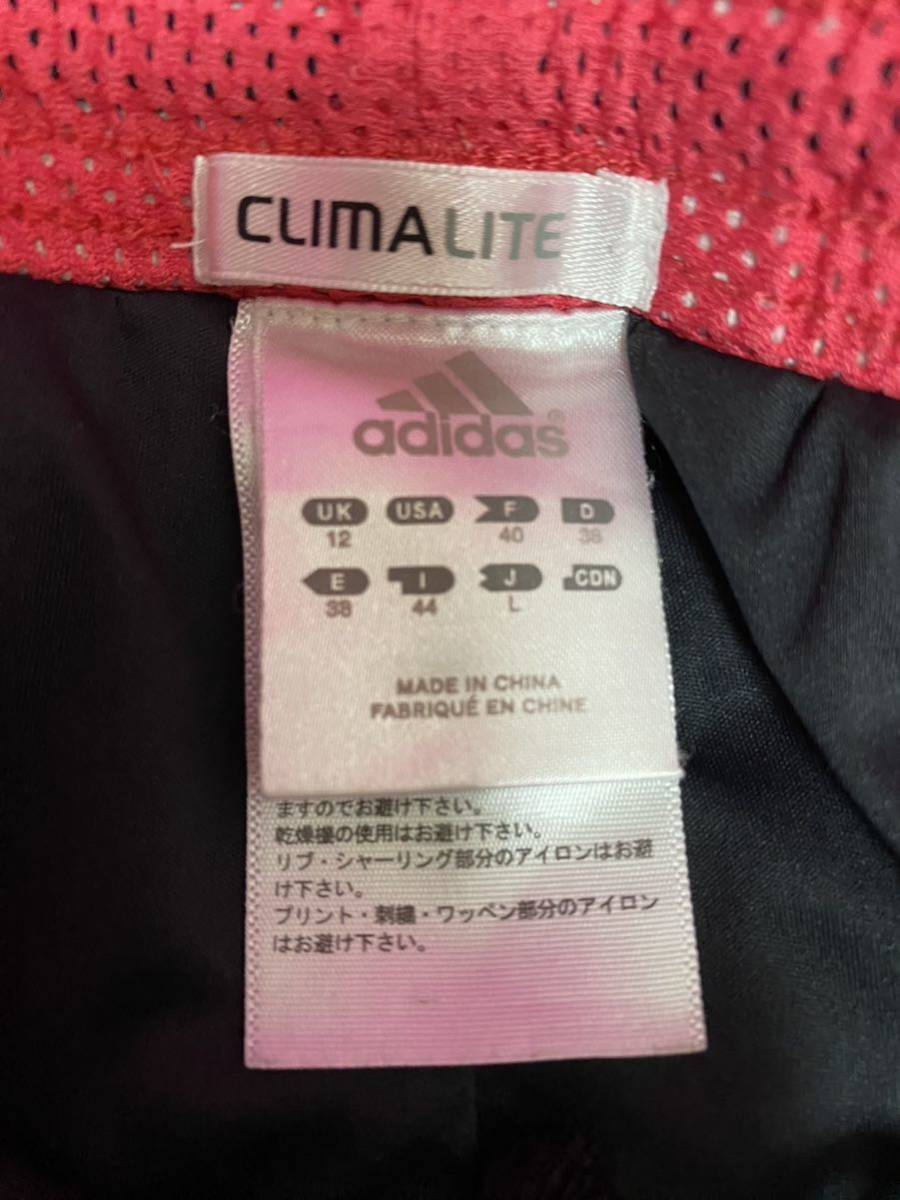 CLIMALITE
adidas®
UK USA F D
12 40 38
E I J CDN
38 44 L
MADE IN CHINA
FABRIQUÉ EN CHINE
ますのでお避け下さい。
乾燥機の使用はお避け下さい。
リブ・シャーリング部分のアイロンはお避
け下さい。
プリント・刺繍・ワッペン部分のアイロン
はお避け下さい。